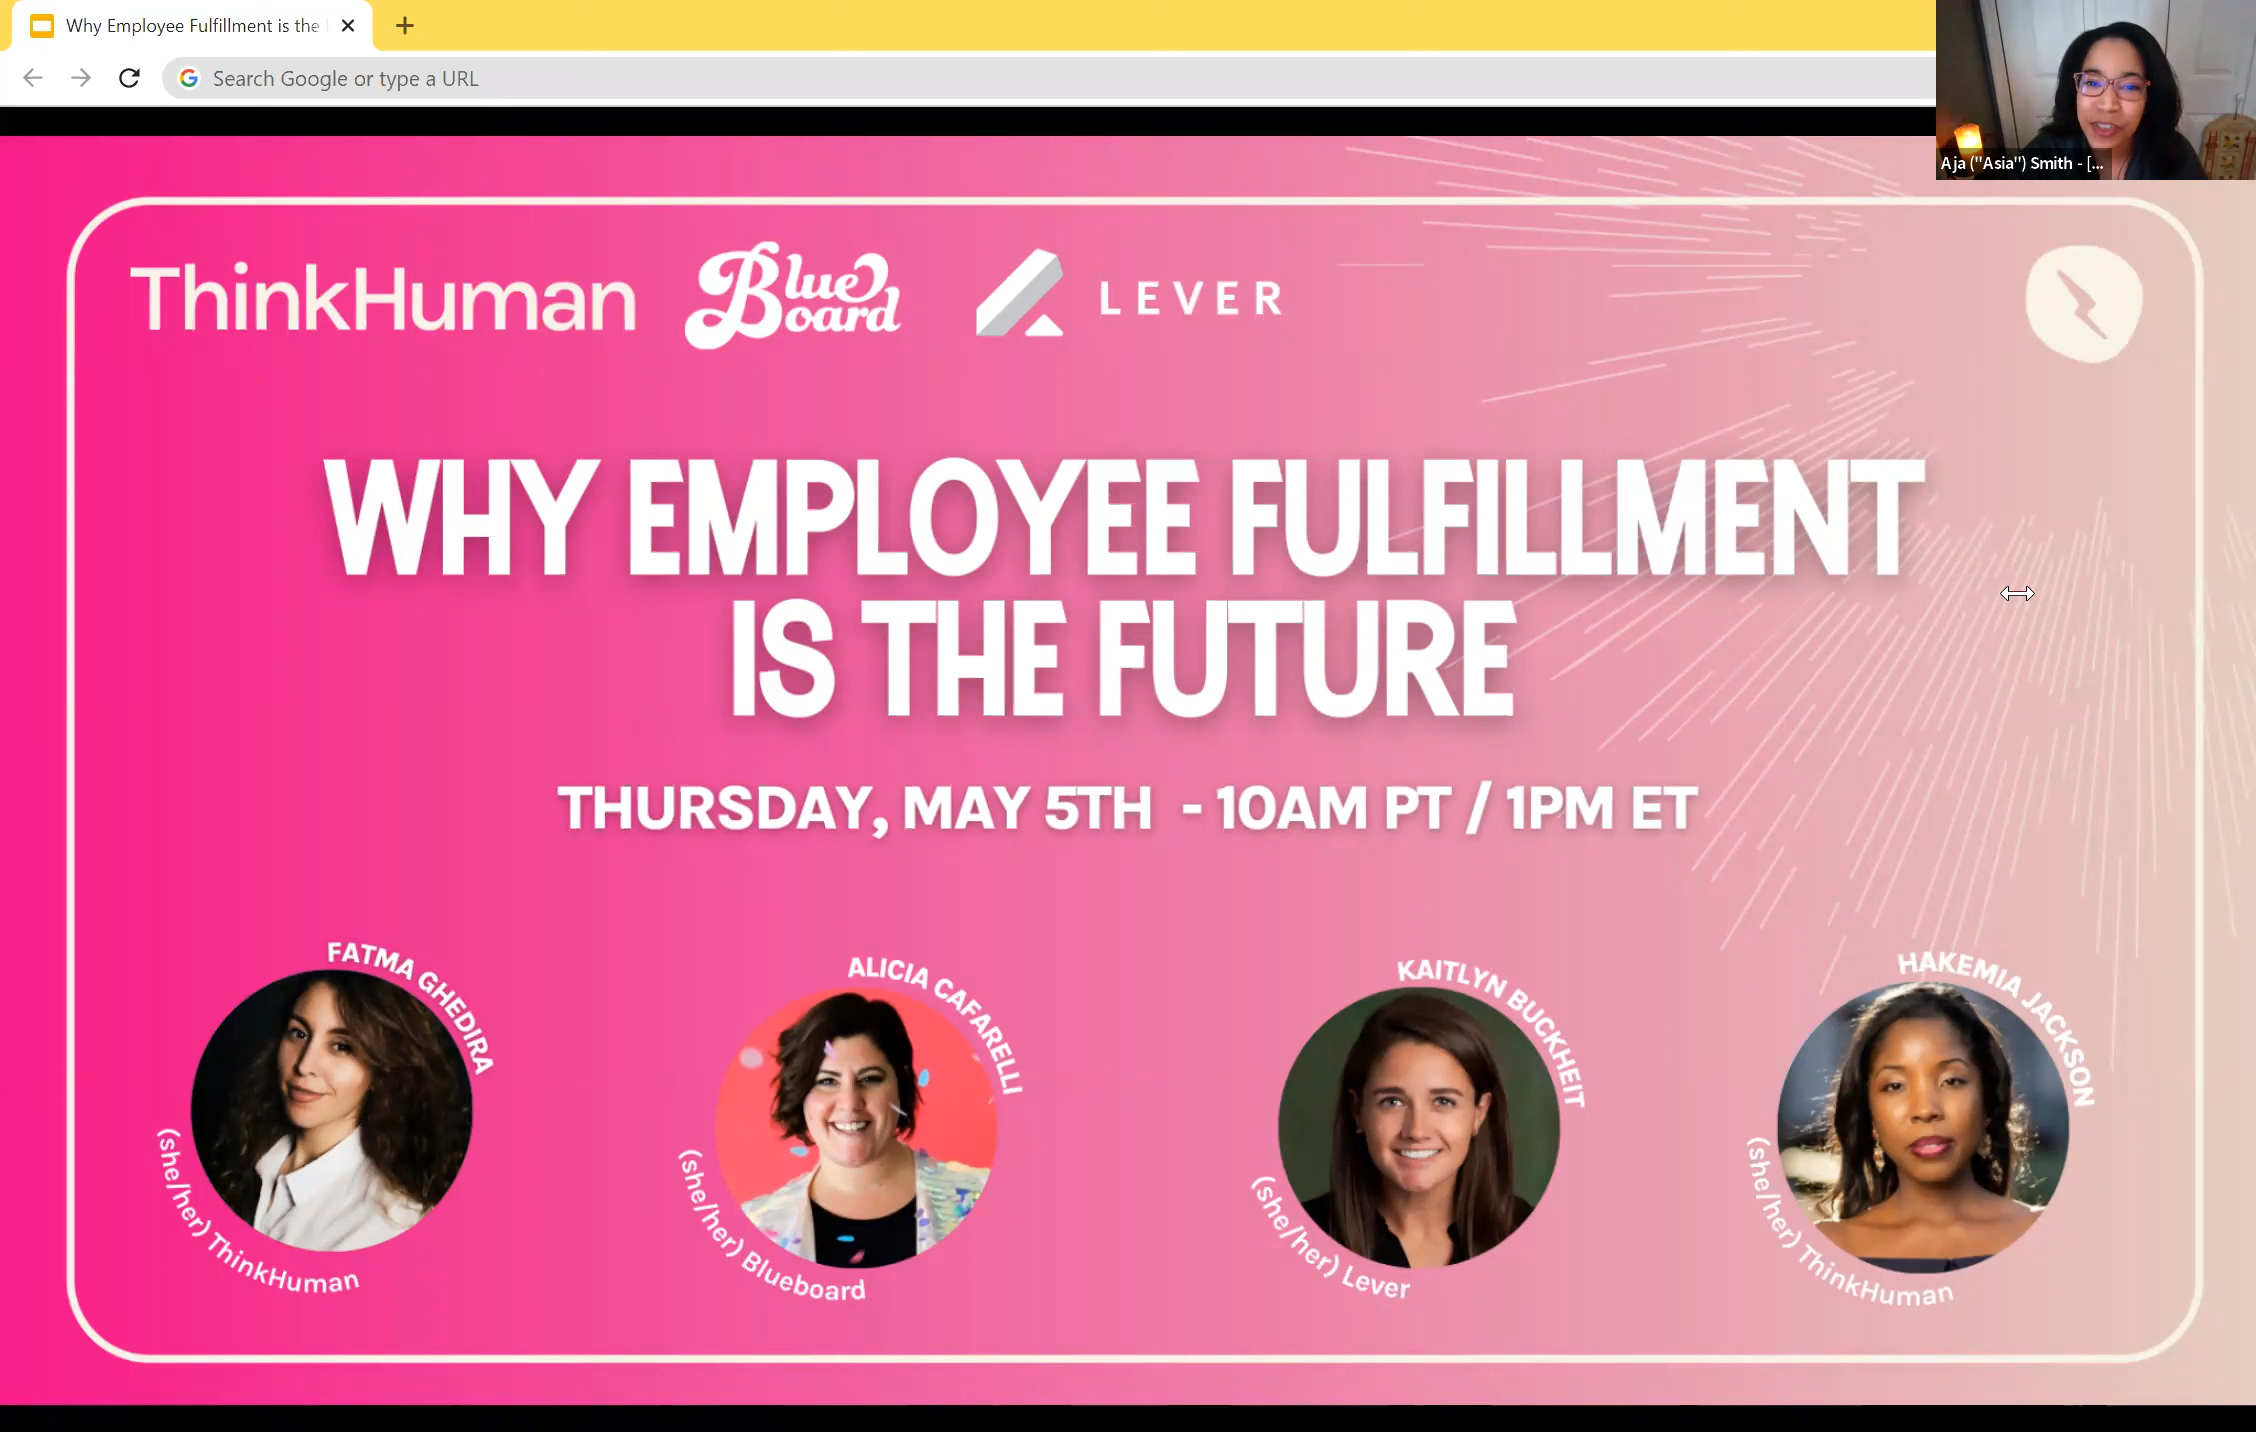 Why Employee Fulfillment is the
Search Google or type a URL
Aja ("Asia") Smith - [...
ThinkHuman
Blue Board
LEVER
WHY EMPLOYEE FULFILLMENT
IS THE FUTURE
THURSDAY, MAY 5TH - 10AM PT / 1PM ET
FATMA GHEDIRA
(she/her) ThinkHuman
ALICIA CAFARELLI
(she/her) Blueboard
KAITLYN BUCKHEIT
(she/her) Lever
HAKEMIA JACKSON
(she/her) ThinkHuman